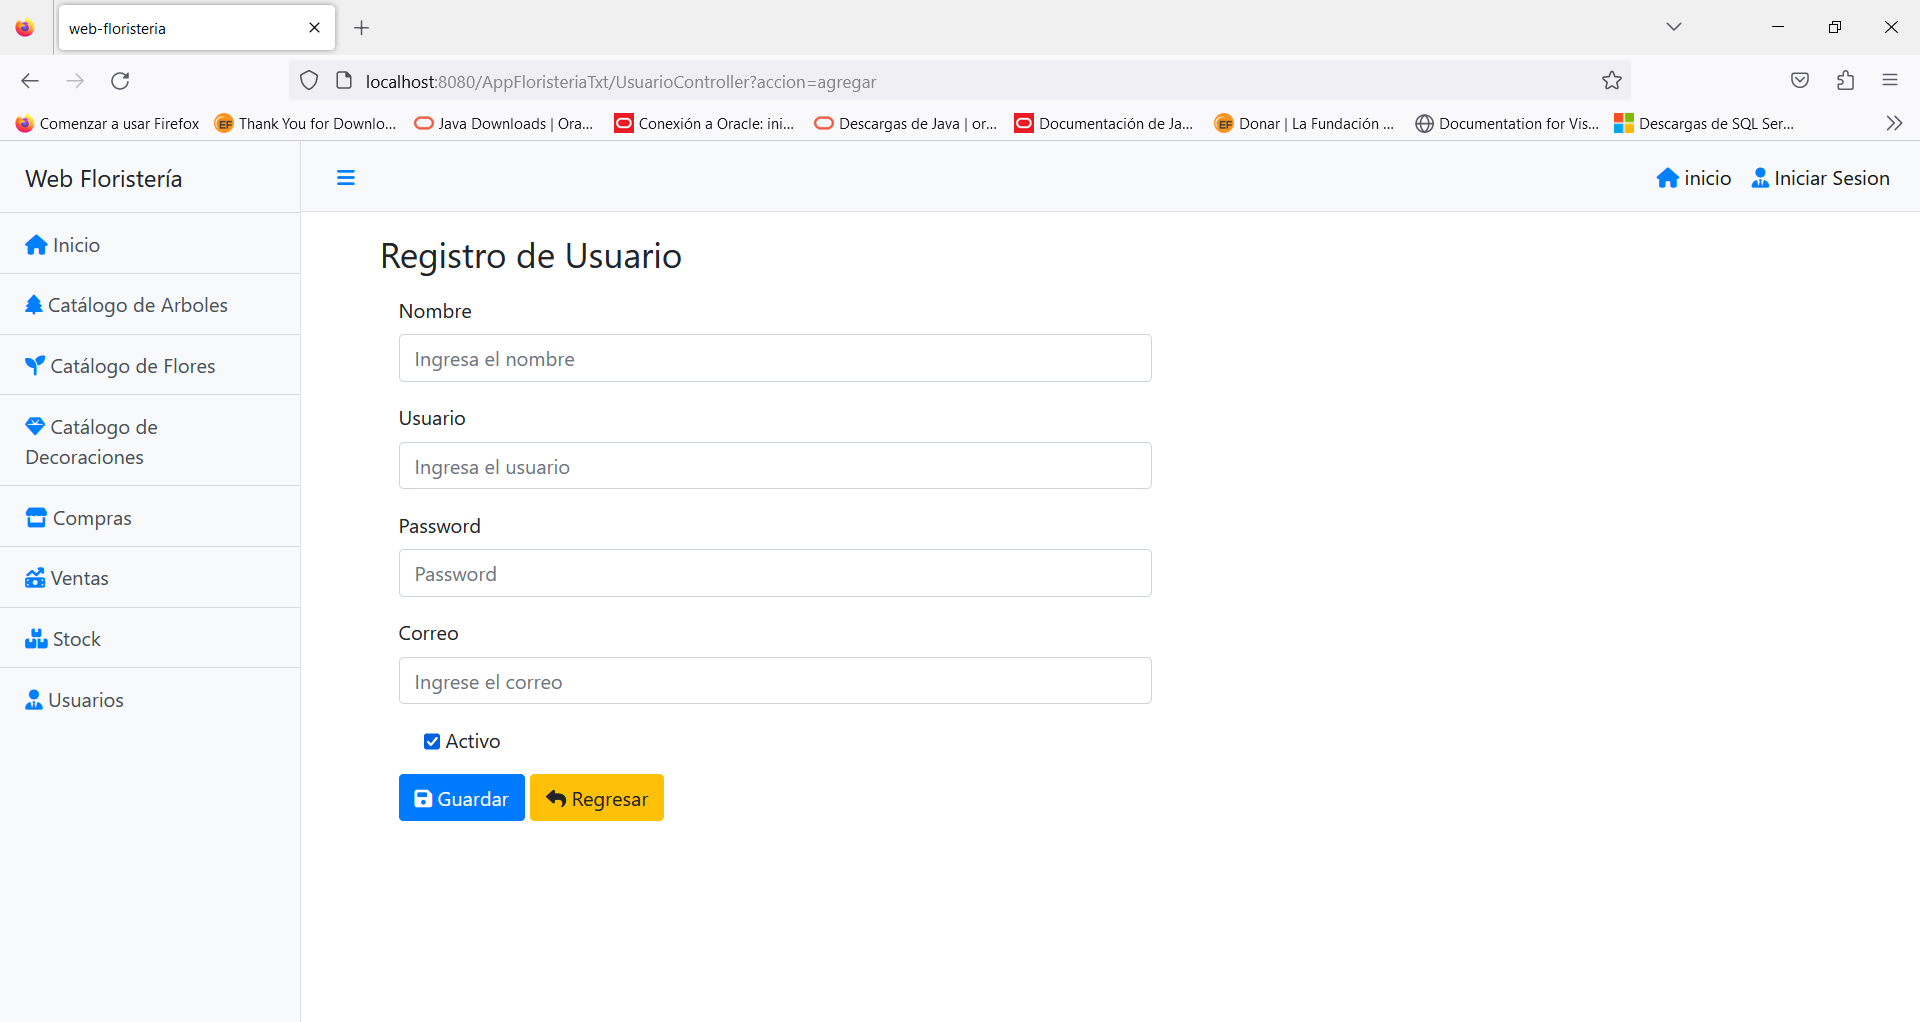 web-floristeria
localhost:8080/AppFloristeriaTxt/UsuarioController?accion=agregar
Comenzar a usar Firefox
Thank You for Downlo...
Java Downloads | Ora...
Conexión a Oracle: ini...
Descargas de Java | or...
Documentación de Ja...
Donar | La Fundación ...
Documentation for Vis...
Descargas de SQL Ser...
Web Floristería
inicio
Iniciar Sesion
Inicio
Catálogo de Arboles
Catálogo de Flores
Catálogo de
Decoraciones
Compras
Ventas
Stock
Usuarios
Registro de Usuario
Nombre
Ingresa el nombre
Usuario
Ingresa el usuario
Password
Password
Correo
Ingrese el correo
Activo
Guardar
Regresar